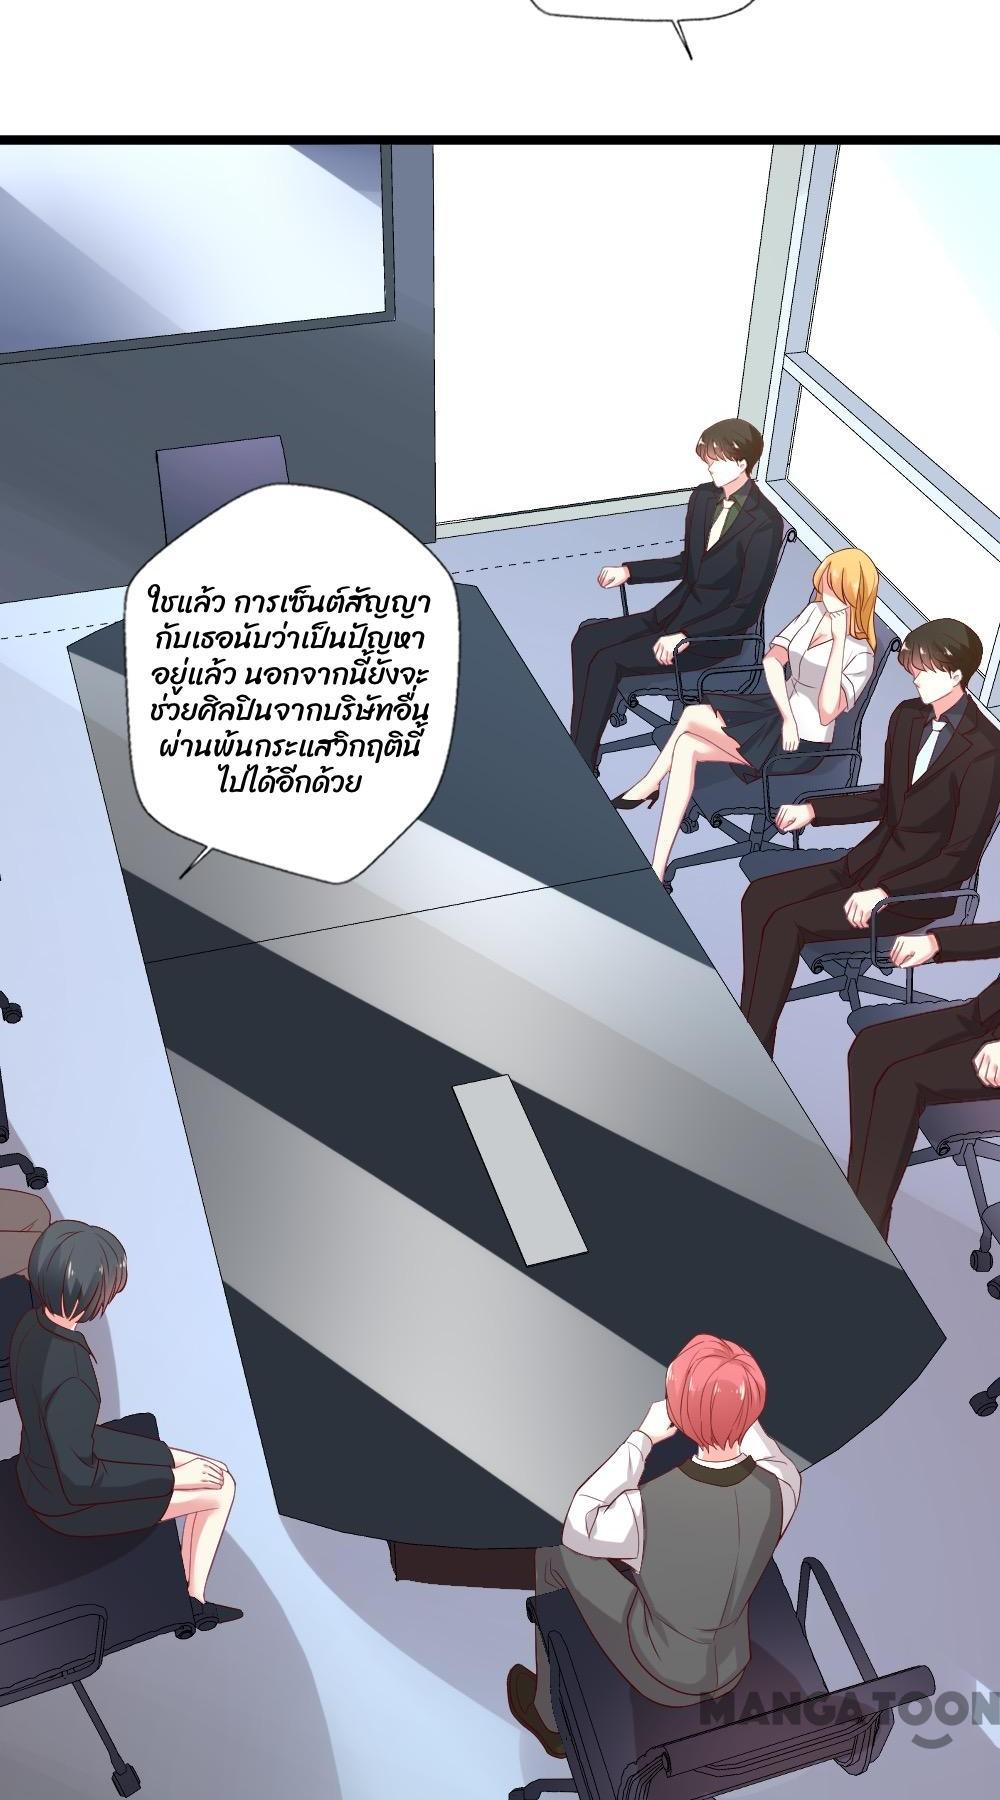 ใชแล้ว การเซ็นต์สัญญา
กับเธอนับว่าเป็นปัญหา
อยู่แล้ว นอกจากนี้ยังจะ
ช่วยศิลปินจากบริษัทอื่น
ผ่านพ้นกระแสวิกฤตินี้
ไปได้อีกด้วย
MANGATOON